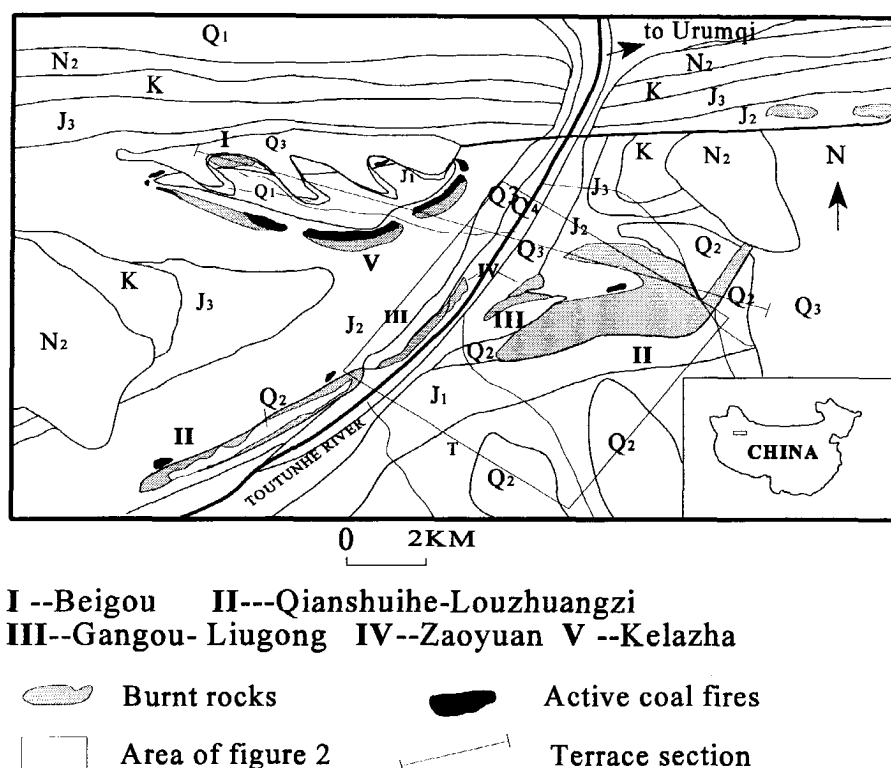 Q1
to Urumqi
N2
N2
K
K
J3
J3
J2
I
Q3
K
N2
N
J1
J3
Q1
Q3
Q4
J2
V
Q3
Q2
K
J3
IV
Q2
Q3
III
III
J2
N2
Q2
II
Q2
J1
II
Q2
CHINA
TOUTUNHE RIVER
T
Q2
0 2KM
I --Beigou II---Qianshuihe-Louzhuangzi
III--Gangou- Liugong IV--Zaoyuan V --Kelazha
Burnt rocks Active coal fires
Area of figure 2 Terrace section